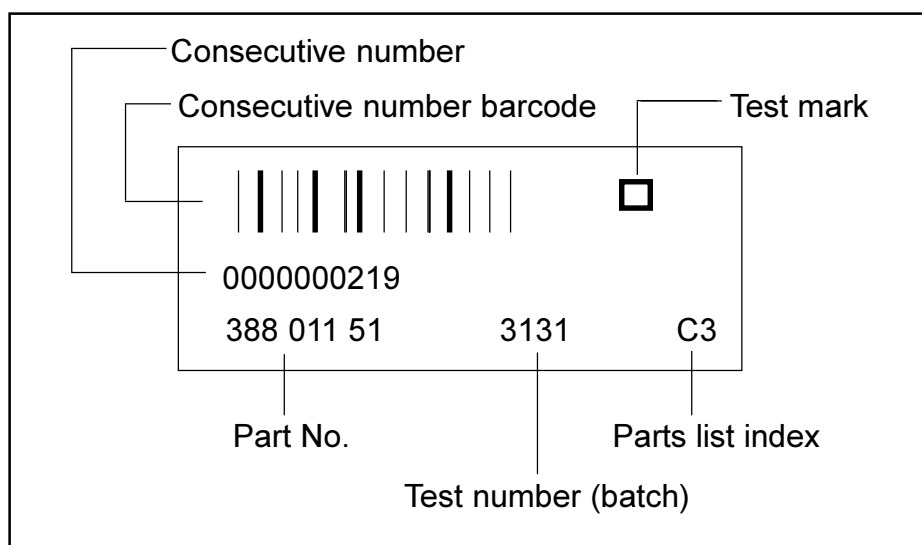 Consecutive number
Consecutive number barcode Test mark
0000000219
388 011 51 3131 C3
Part No. Parts list index
Test number (batch)